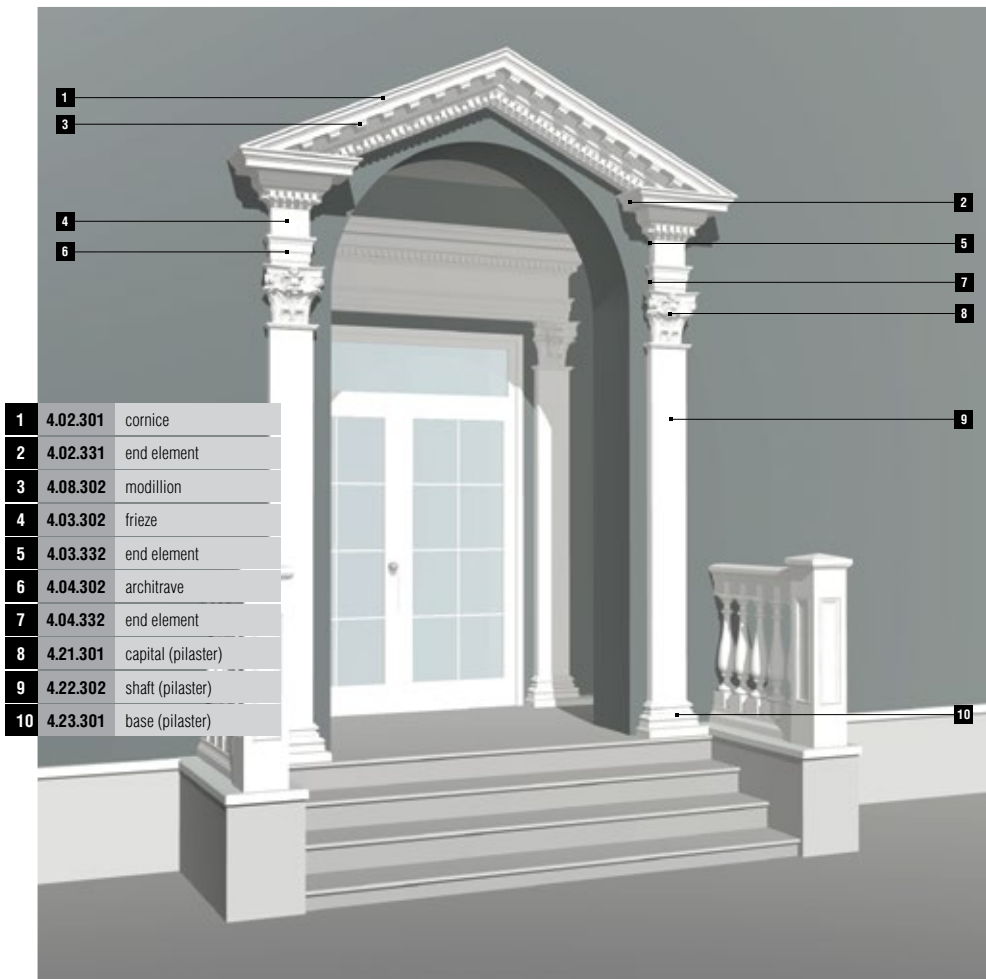 1
3
4
6
2
5
7
8
9
10
1 4.02.301 cornice
2 4.02.331 end element
3 4.08.302 modillion
4 4.03.302 frieze
5 4.03.332 end element
6 4.04.302 architrave
7 4.04.332 end element
8 4.21.301 capital (pilaster)
9 4.22.302 shaft (pilaster)
10 4.23.301 base (pilaster)